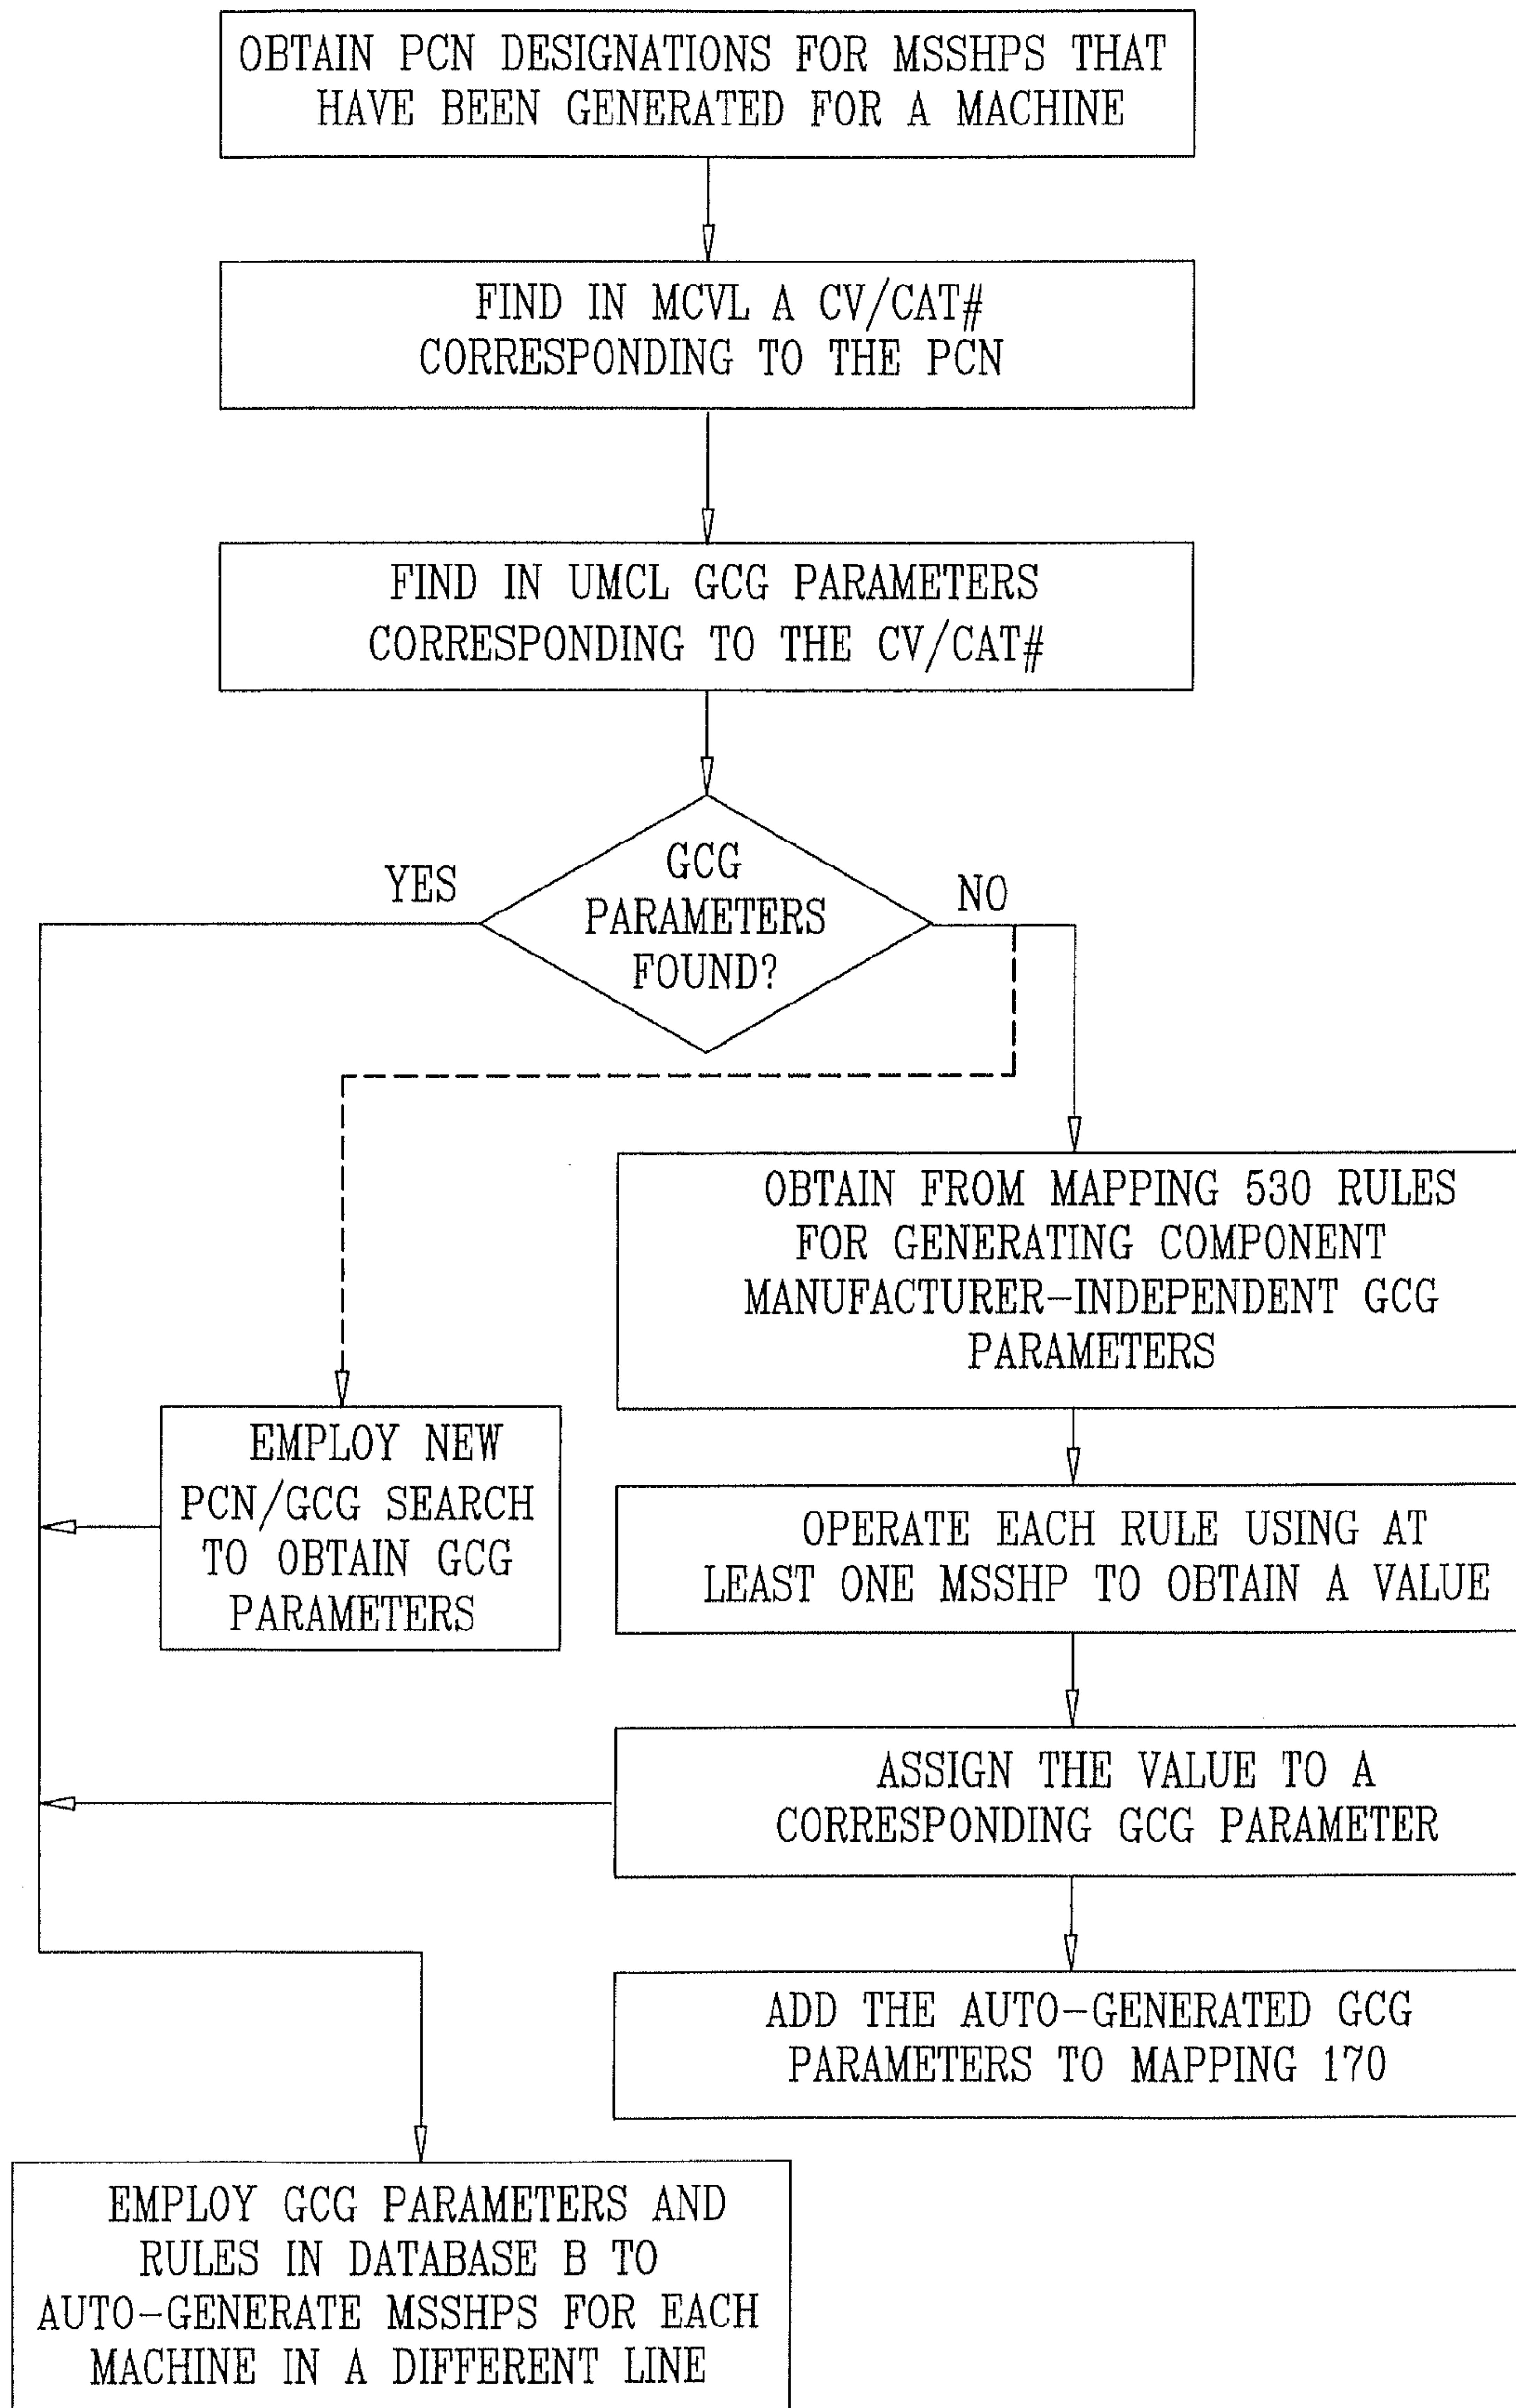 OBTAIN PCN DESIGNATIONS FOR MSSHPS THAT
HAVE BEEN GENERATED FOR A MACHINE
FIND IN MCVL A CV/CAT#
CORRESPONDING TO THE PCN
FIND IN UMCL GCG PARAMETERS
CORRESPONDING TO THE CV/CAT#
GCG
PARAMETERS
FOUND?
YES
NO
OBTAIN FROM MAPPING 530 RULES
FOR GENERATING COMPONENT
MANUFACTURER-INDEPENDENT GCG
PARAMETERS
EMPLOY NEW
PCN/GCG SEARCH
TO OBTAIN GCG
PARAMETERS
OPERATE EACH RULE USING AT
LEAST ONE MSSHP TO OBTAIN A VALUE
ASSIGN THE VALUE TO A
CORRESPONDING GCG PARAMETER
ADD THE AUTO-GENERATED GCG
PARAMETERS TO MAPPING 170
EMPLOY GCG PARAMETERS AND
RULES IN DATABASE B TO
AUTO-GENERATE MSSHPS FOR EACH
MACHINE IN A DIFFERENT LINE